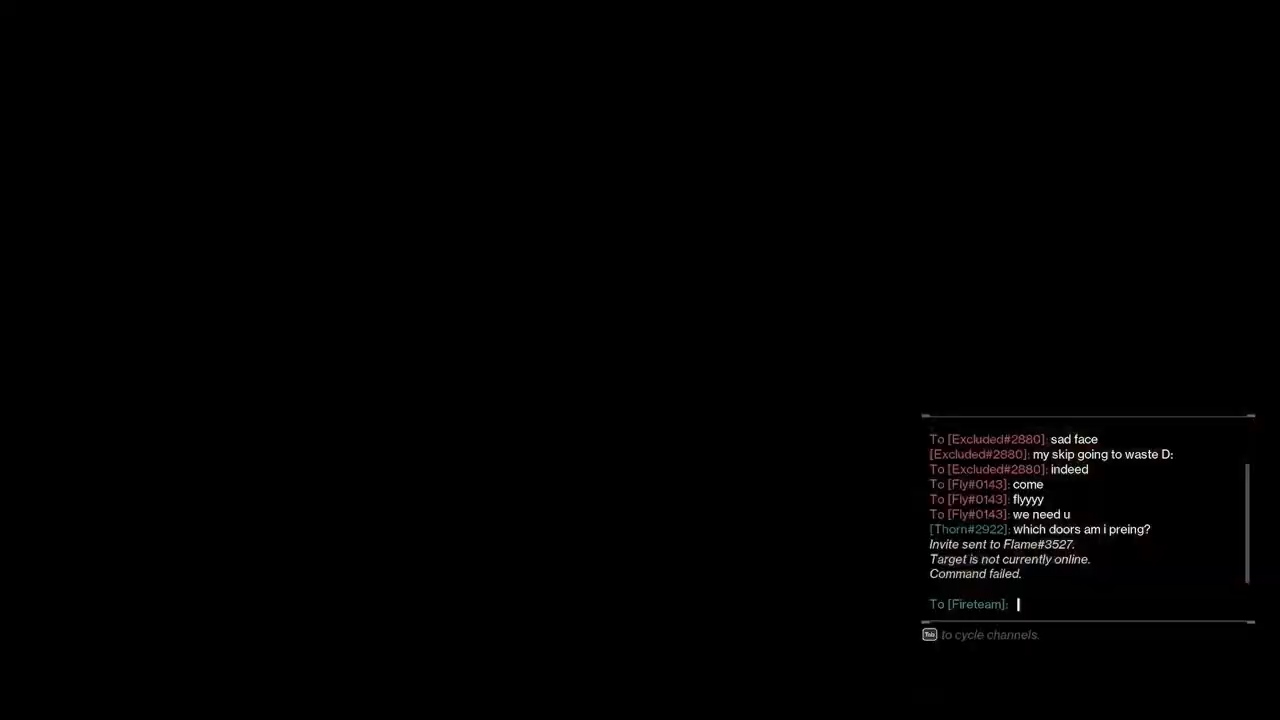 To [Excluded#2880]: sad face
[Excluded#2880]: my skip going to waste D:
To [Excluded#2880]: indeed
To [Fly#0143]: come
To [Fly#0143]: flyyyy
To [Fly#0143]: we need u
[Thorn#2922]: which doors am i preing?
Invite sent to Flame#3527.
Target is not currently online.
Command failed.
To [Fireteam]:
Tab to cycle channels.